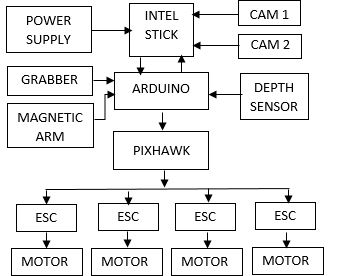 POWER
SUPPLY
INTEL
STICK
CAM 1
CAM 2
GRABBER
MAGNETIC
ARM
ARDUINO
DEPTH
SENSOR
PIXHAWK
ESC
ESC
ESC
ESC
MOTOR
MOTOR
MOTOR
MOTOR